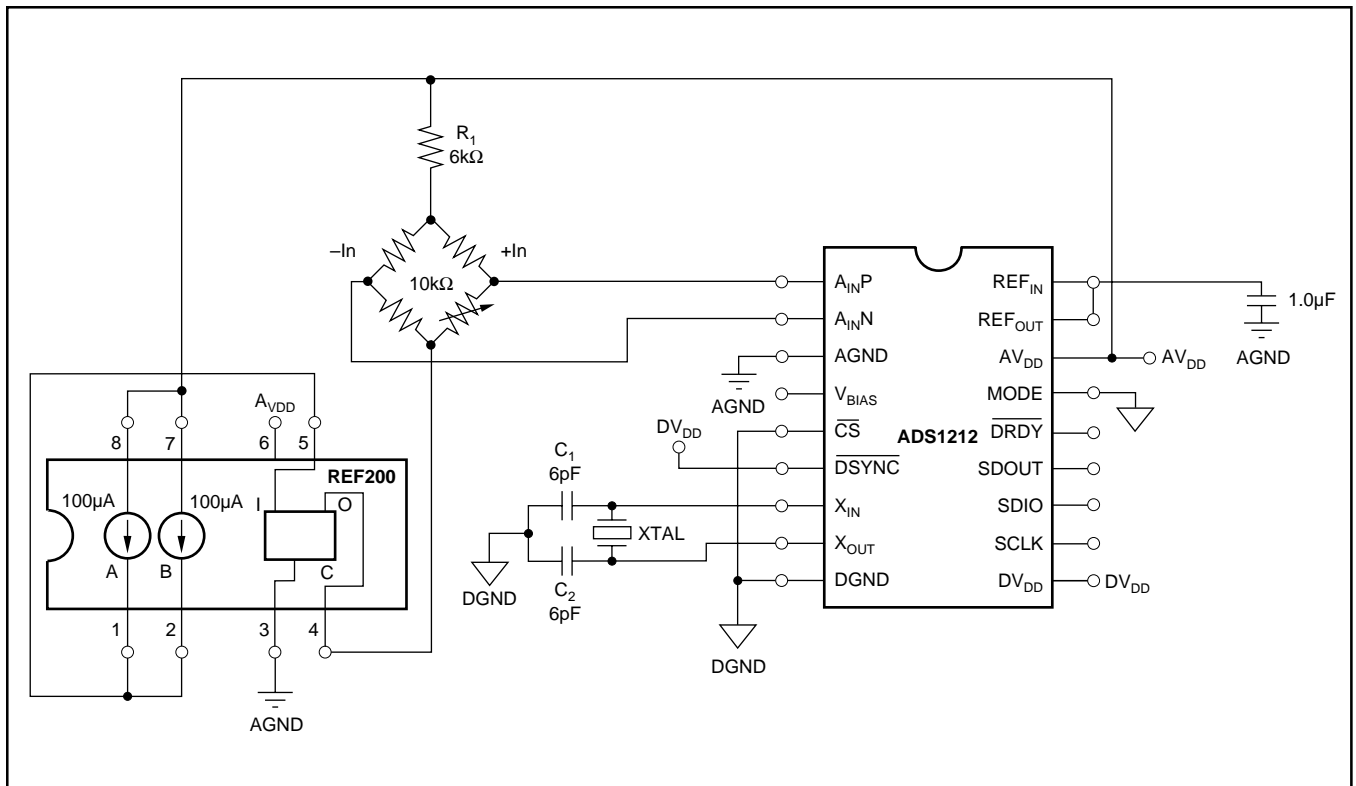 R1
6kΩ
–In
+In
10kΩ
AINP
AINN
AGND
AGND
VBIAS
CS
DVDD
DSYNC
XIN
XOUT
DGND
DGND
ADS1212
REFIN
REFOUT
AVDD
AVDD
MODE
DRDY
SDOUT
SDIO
SCLK
DVDD
DVDD
1.0µF
AGND
C1
6pF
XTAL
C2
6pF
DGND
AVDD
8
7
6
5
REF200
100µA
100µA
I
O
A
B
C
1
2
3
4
AGND